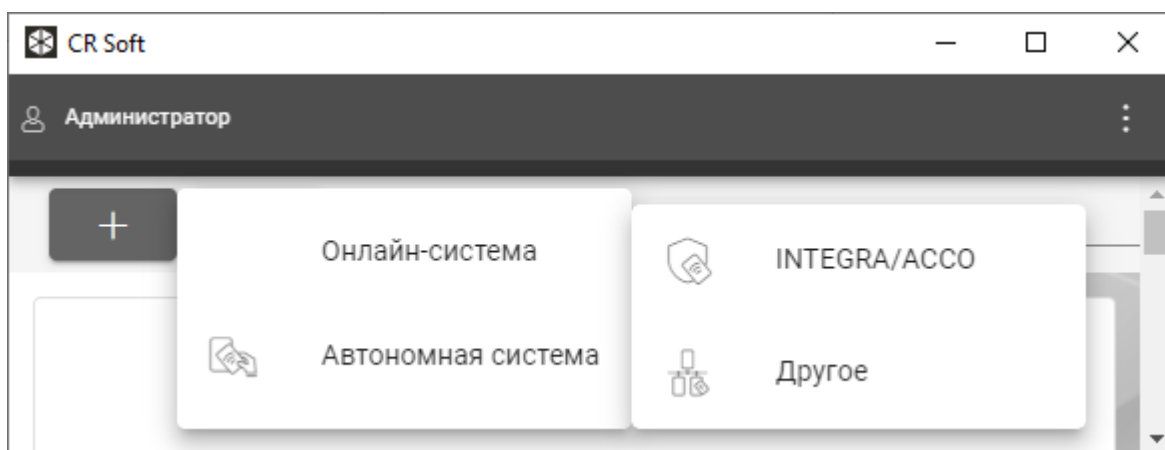 CR Soft
Администратор
Онлайн-система
INTEGRA/ACCO
Автономная система
Другое